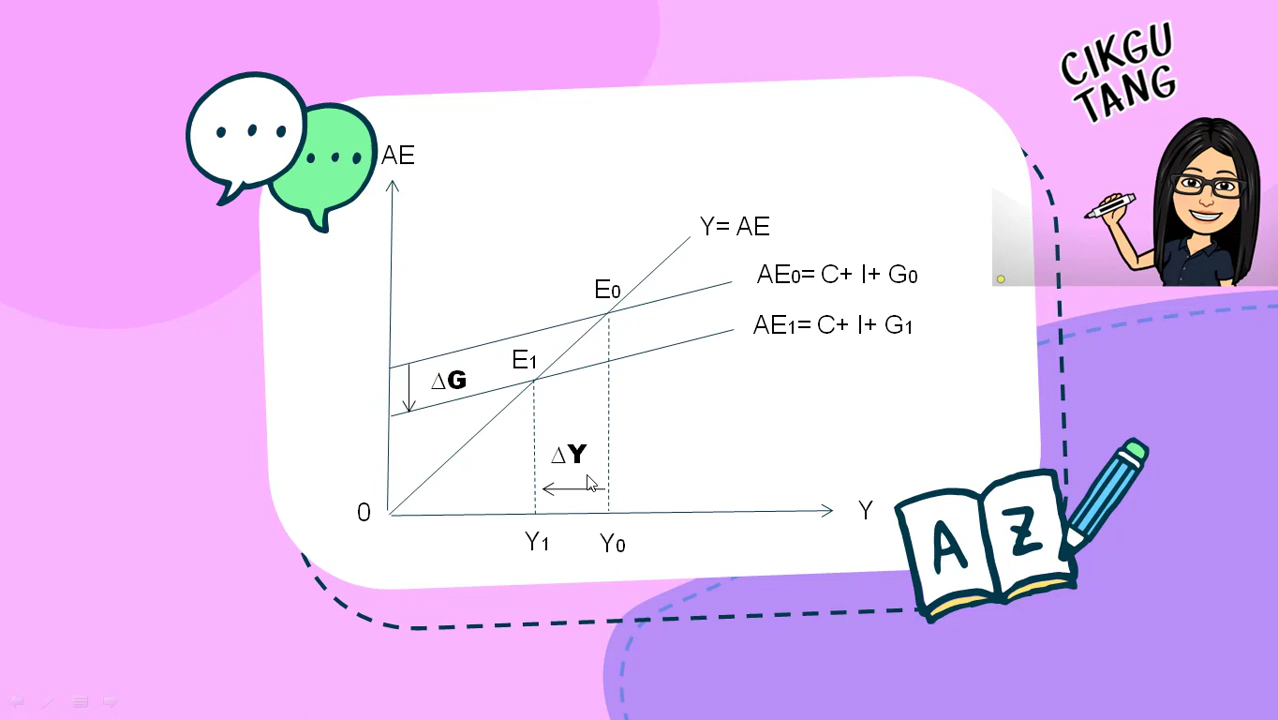 CIKGU
TANG
AE
Y= AE
AE0= C+ I+ G0
E0
AE1= C+ I+ G1
E1
∆G
∆Y
0
Y
Y1
Y0
A
Z